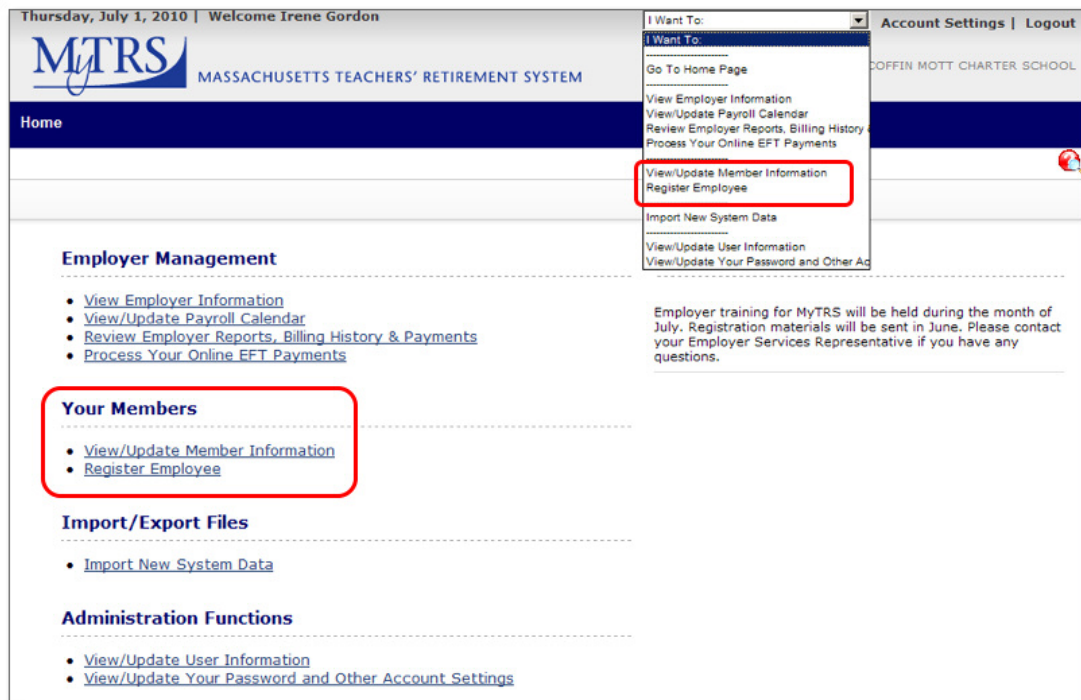 Thursday, July 1, 2010 | Welcome Irene Gordon
I Want To:
Account Settings | Logout
MyTRS
MASSACHUSETTS TEACHERS' RETIREMENT SYSTEM
COFFIN MOTT CHARTER SCHOOL
I Want To:
------------------------
Go To Home Page
------------------------
View Employer Information
View/Update Payroll Calendar
Review Employer Reports, Billing History
Process Your Online EFT Payments
------------------------
View/Update Member Information
Register Employee
Import New System Data
------------------------
View/Update User Information
View/Update Your Password and Other Ac
Home
Employer Management
• View Employer Information
• View/Update Payroll Calendar
• Review Employer Reports, Billing History & Payments
• Process Your Online EFT Payments
Employer training for MyTRS will be held during the month of
July. Registration materials will be sent in June. Please contact
your Employer Services Representative if you have any
questions.
Your Members
• View/Update Member Information
• Register Employee
Import/Export Files
• Import New System Data
Administration Functions
• View/Update User Information
• View/Update Your Password and Other Account Settings